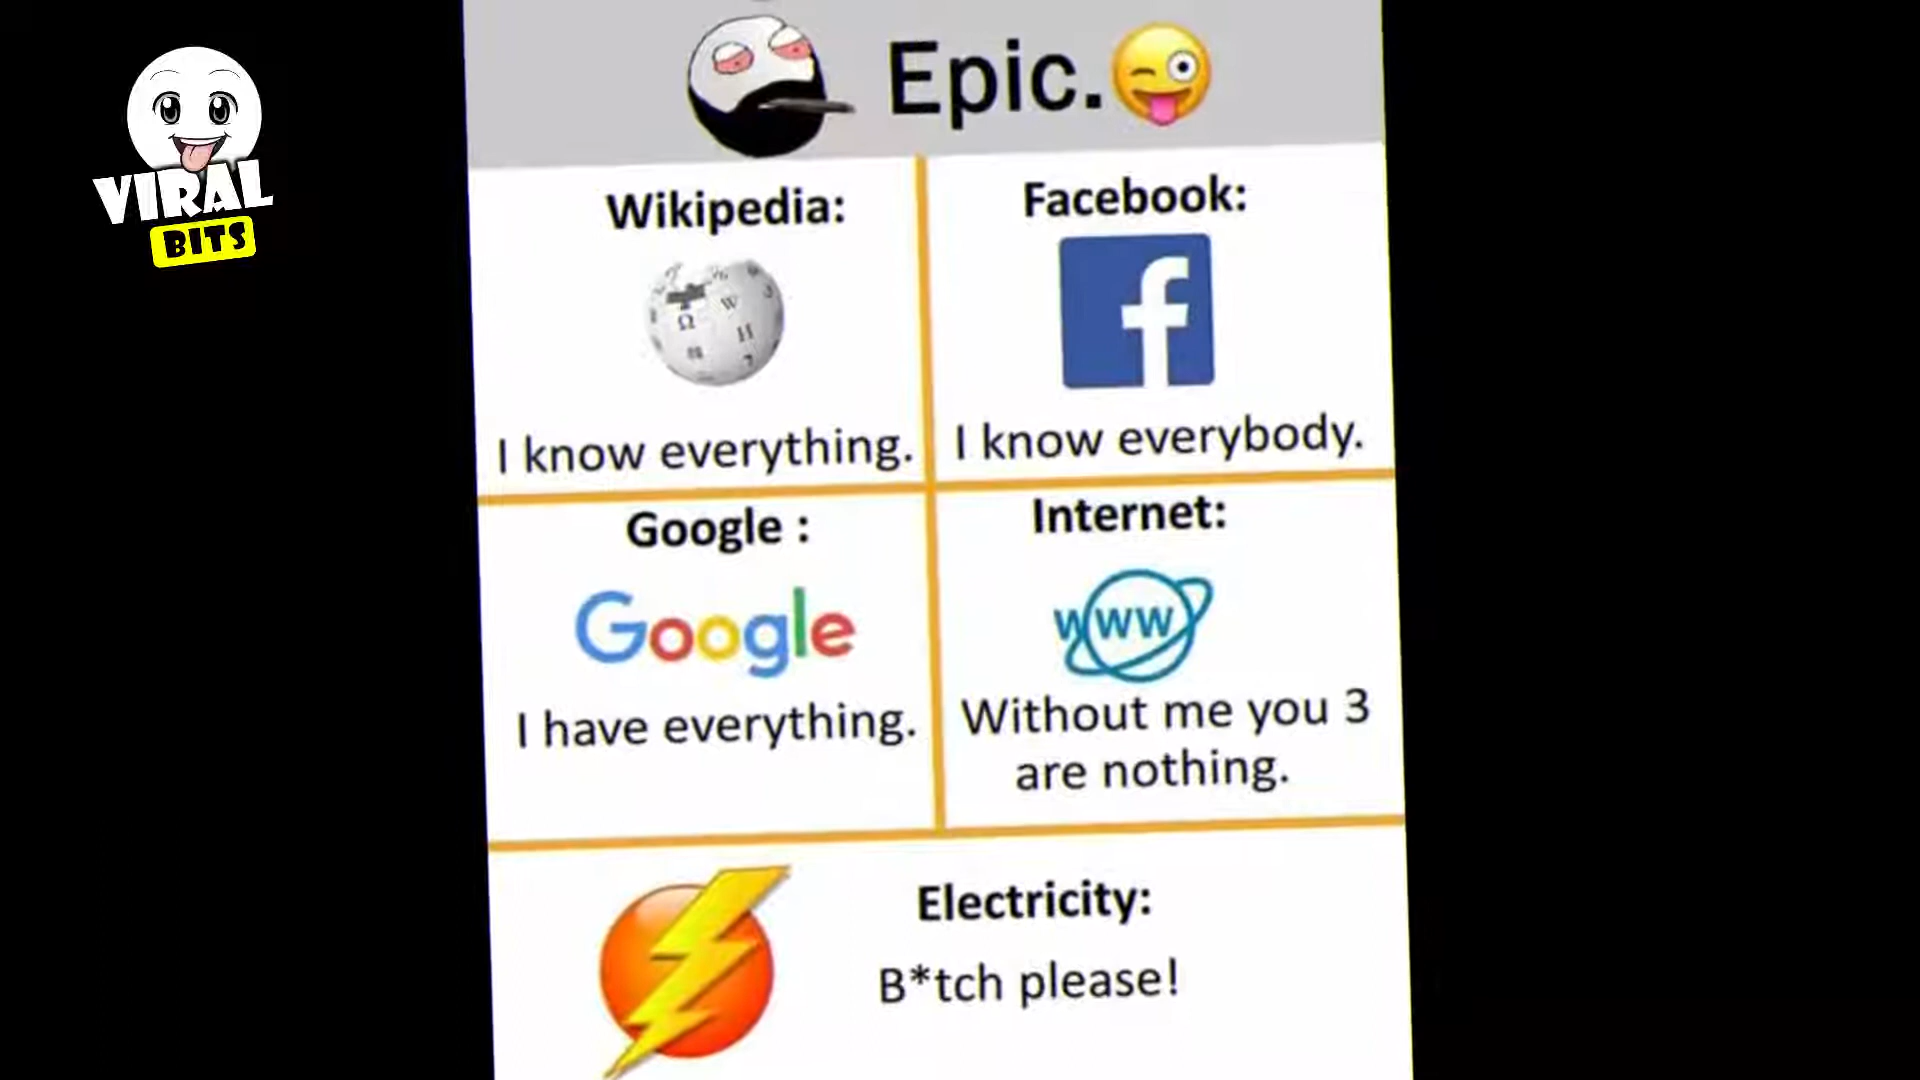 VIRAL
BITS
Epic.
Wikipedia:
W
Ω
I know everything.
Facebook:
f
I know everybody.
Google :
Google
I have everything.
Internet:
www
Without me you 3
are nothing.
Electricity:
B*tch please!